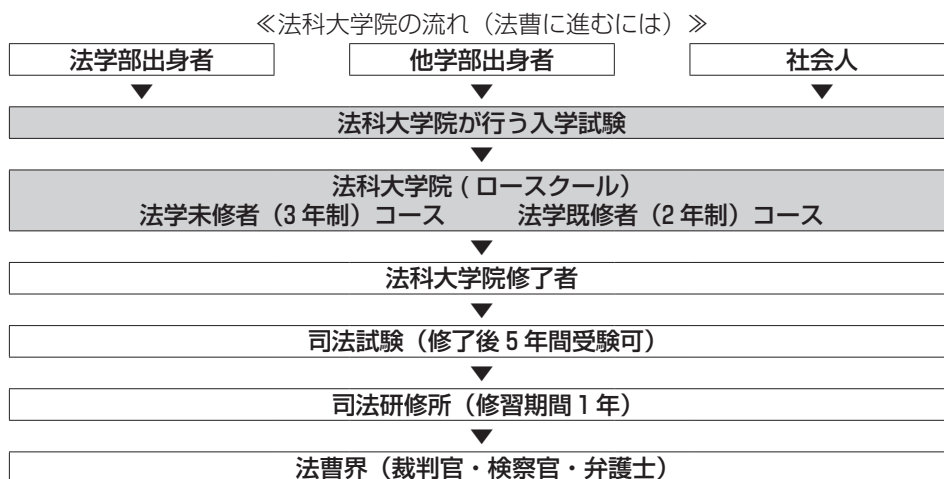 ≪法科大学院の流れ（法曹に進むには）≫
法学部出身者 他学部出身者 社会人
▼ ▼ ▼
法科大学院が行う入学試験
▼
法科大学院 ( ロースクール）
法学未修者（3 年制）コース 法学既修者（2 年制）コース
▼
法科大学院修了者
▼
司法試験（修了後 5 年間受験可）
▼
司法研修所（修習期間 1 年）
▼
法曹界（裁判官・検察官・弁護士）